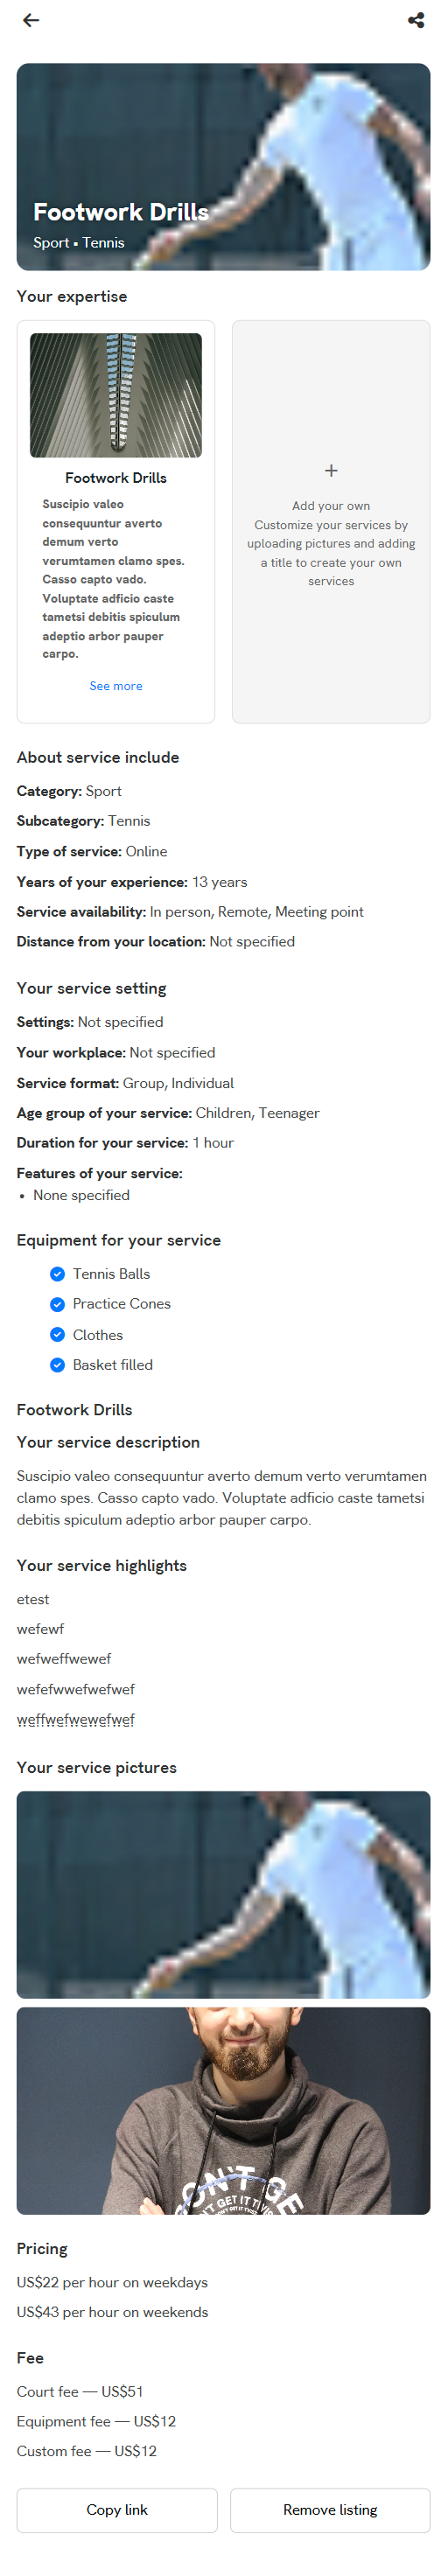 Footwork Drills
Sport • Tennis
Your expertise
Footwork Drills
Suscipio valeo
consequuntur averto
demum verto
verumtamen clamo spes.
Casso capto vado.
Voluptate adficio caste
tametsi debitis spiculum
adeptio arbor pauper
carpo.
See more
+
Add your own
Customize your services by
uploading pictures and adding
a title to create your own
services
About service include
Category: Sport
Subcategory: Tennis
Type of service: Online
Years of your experience: 13 years
Service availability: In person, Remote, Meeting point
Distance from your location: Not specified
Your service setting
Settings: Not specified
Your workplace: Not specified
Service format: Group, Individual
Age group of your service: Children, Teenager
Duration for your service: 1 hour
Features of your service:
• None specified
Equipment for your service
Tennis Balls
Practice Cones
Clothes
Basket filled
Footwork Drills
Your service description
Suscipio valeo consequuntur averto demum verto verumtamen
clamo spes. Casso capto vado. Voluptate adficio caste tametsi
debitis spiculum adeptio arbor pauper carpo.
Your service highlights
etest
wefewf
wefweffwewef
wefefwwefwefwef
weffwefwewefwef
Your service pictures
ON'T GE
N'T GET IT TWIS
Pricing
US$22 per hour on weekdays
US$43 per hour on weekends
Fee
Court fee — US$51
Equipment fee — US$12
Custom fee — US$12
Copy link
Remove listing